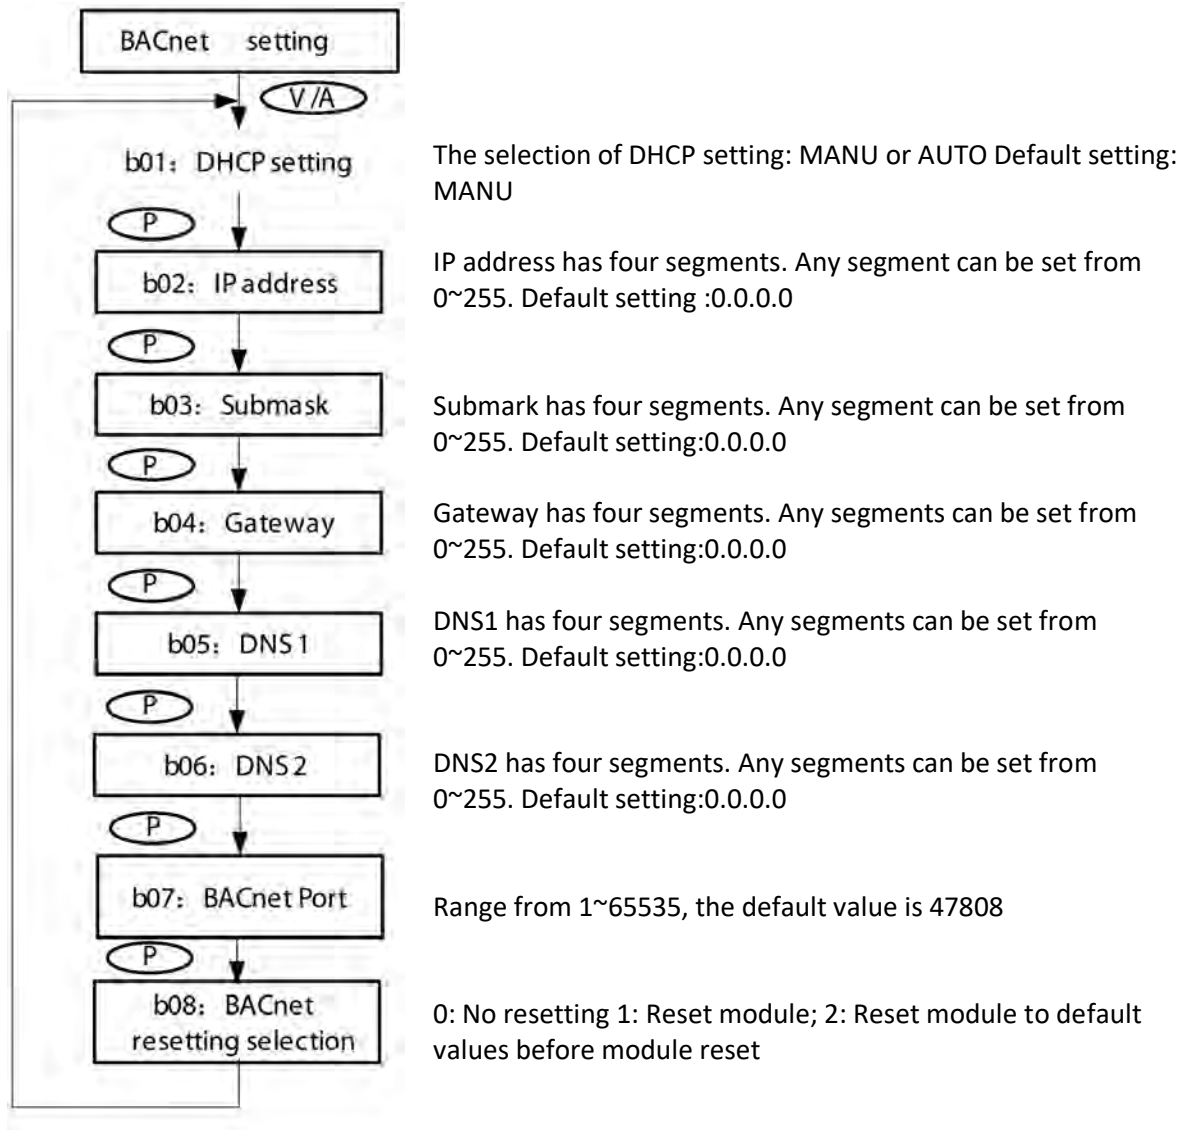 BACnet setting
V/A
b01: DHCP setting
The selection of DHCP setting: MANU or AUTO Default setting:
MANU
P
b02: IP address
IP address has four segments. Any segment can be set from
0~255. Default setting :0.0.0.0
P
b03: Submask
Submark has four segments. Any segment can be set from
0~255. Default setting:0.0.0.0
P
b04: Gateway
Gateway has four segments. Any segments can be set from
0~255. Default setting:0.0.0.0
P
b05: DNS1
DNS1 has four segments. Any segments can be set from
0~255. Default setting:0.0.0.0
P
b06: DNS2
DNS2 has four segments. Any segments can be set from
0~255. Default setting:0.0.0.0
P
b07: BACnet Port
Range from 1~65535, the default value is 47808
P
b08: BACnet
resetting selection
0: No resetting 1: Reset module; 2: Reset module to default
values before module reset